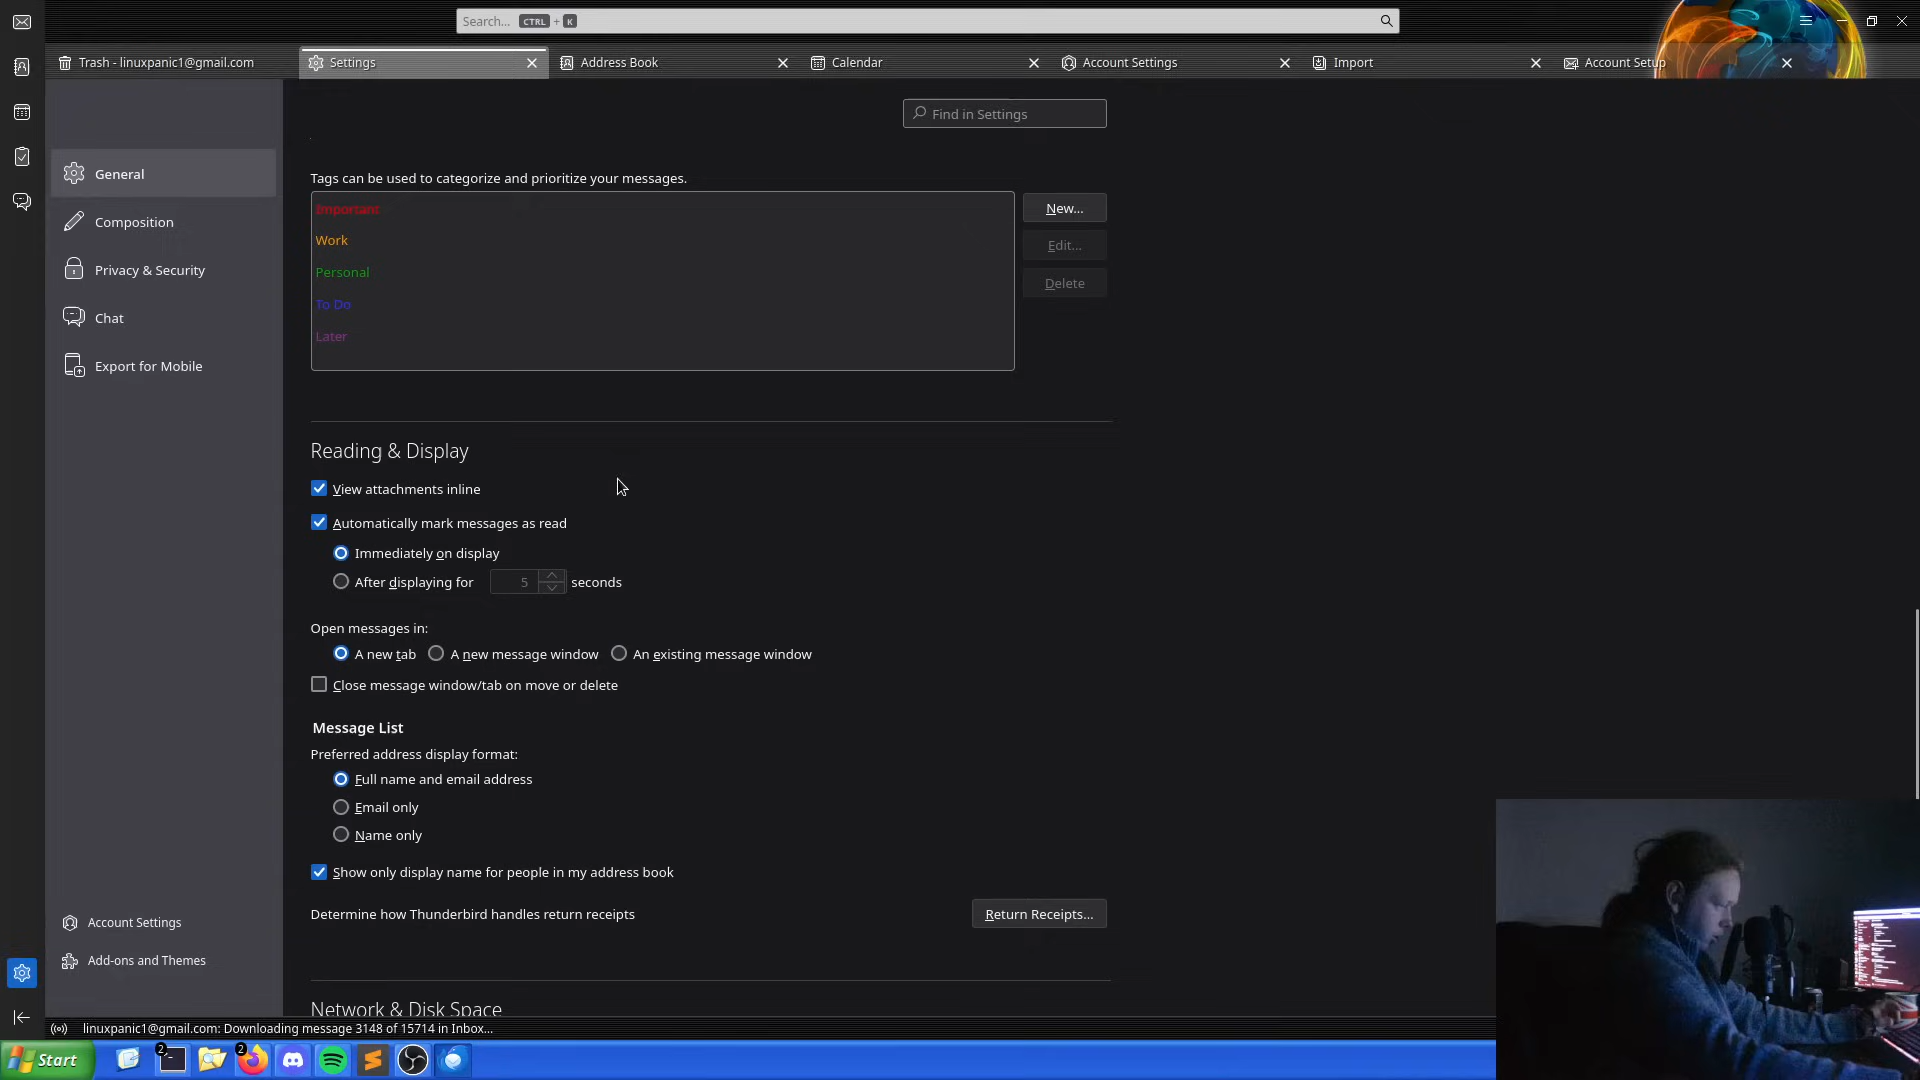 Search... CTRL + K
Trash - linuxpanic1@gmail.com
Settings
Address Book
Calendar
Account Settings
Import
Account Setup
Find in Settings
General
Composition
Privacy & Security
Chat
Export for Mobile
Account Settings
Add-ons and Themes
Tags can be used to categorize and prioritize your messages.
Important
Work
Personal
To Do
Later
New...
Edit...
Delete
Reading & Display
View attachments inline
Automatically mark messages as read
Immediately on display
After displaying for 5 seconds
Open messages in:
A new tab A new message window An existing message window
Close message window/tab on move or delete
Message List
Preferred address display format:
Full name and email address
Email only
Name only
Show only display name for people in my address book
Determine how Thunderbird handles return receipts
Return Receipts...
Network & Disk Space
linuxpanic1@gmail.com: Downloading message 3148 of 15714 in Inbox...
Start
2
2